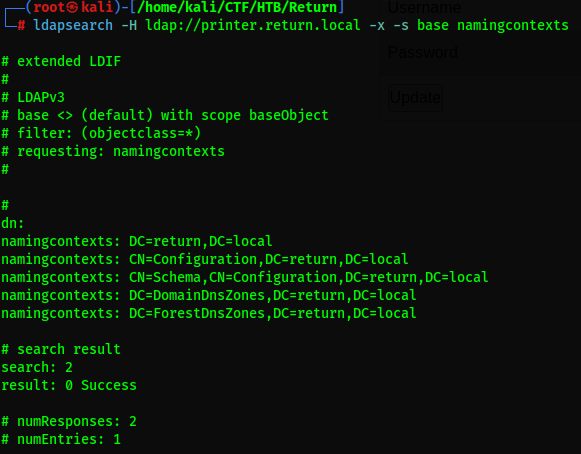 ┌──(root㉿kali)-[/home/kali/CTF/HTB/Return]
└─# ldapsearch -H ldap://printer.return.local -x -s base namingcontexts
Username
Password
Update
# extended LDIF
#
# LDAPv3
# base <> (default) with scope baseObject
# filter: (objectclass=*)
# requesting: namingcontexts
#
#
dn:
namingcontexts: DC=return,DC=local
namingcontexts: CN=Configuration,DC=return,DC=local
namingcontexts: CN=Schema,CN=Configuration,DC=return,DC=local
namingcontexts: DC=DomainDnsZones,DC=return,DC=local
namingcontexts: DC=ForestDnsZones,DC=return,DC=local
# search result
search: 2
result: 0 Success
# numResponses: 2
# numEntries: 1